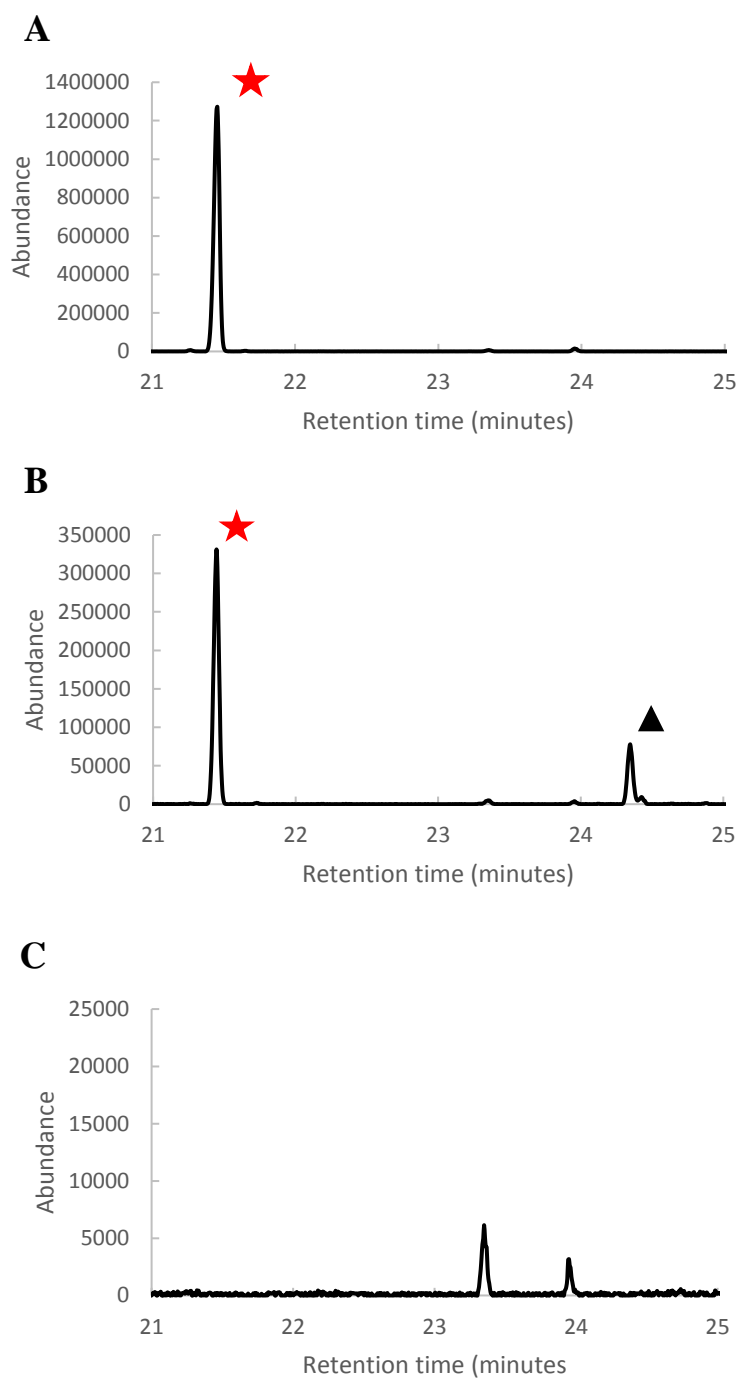 A
1400000
1200000
1000000
800000
600000
400000
200000
0
Abundance
21 22 23 24 25
Retention time (minutes)
B
350000
300000
250000
200000
150000
100000
50000
0
Abundance
21 22 23 24 25
Retention time (minutes)
C
25000
20000
15000
10000
5000
0
Abundance
21 22 23 24 25
Retention time (minutes